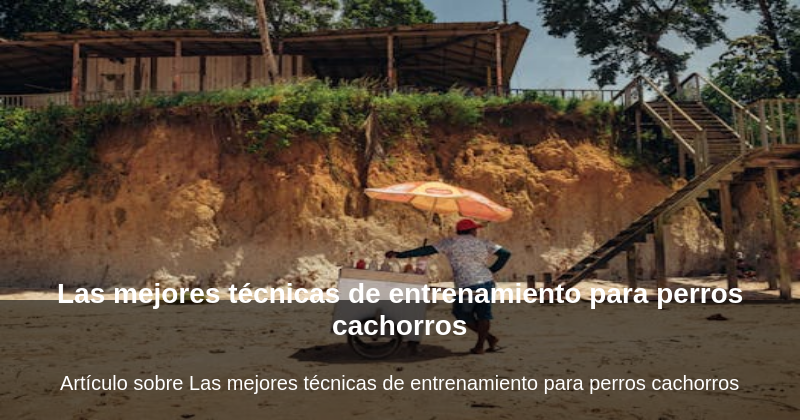 Las mejores técnicas de entrenamiento para perros
cachorros
Artículo sobre Las mejores técnicas de entrenamiento para perros cachorros